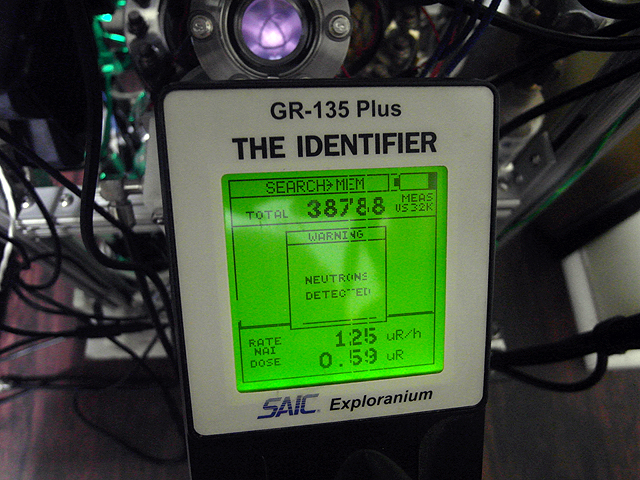 GR-135 Plus
THE IDENTIFIER
SEARCH>MEM
TOTAL 38788 MEAS
VS32K
WARNING
NEUTRONS
DETECTED
RATE 125 uR/h
NAI
DOSE 0.59 uR
SAIC Exploranium